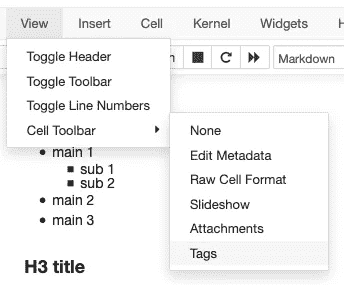 View Insert Cell Kernel Widgets H
Toggle Header
Markdown
Toggle Toolbar
Toggle Line Numbers
Cell Toolbar
None
main 1
Edit Metadata
sub 1
Raw Cell Format
sub 2
Slideshow
main 2
Attachments
main 3
Tags
H3 title